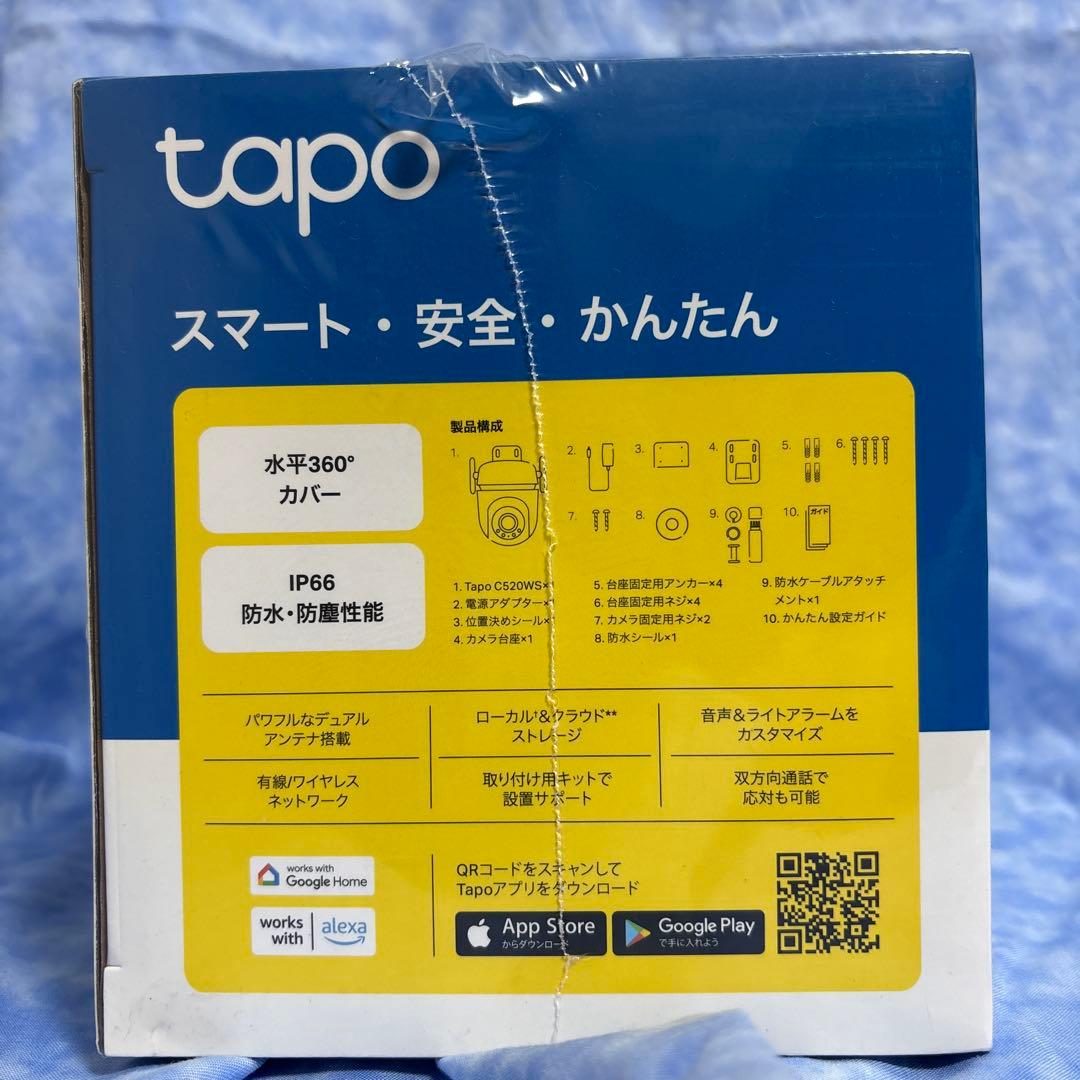 tapo
スマート・安全・かんたん
水平360°
カバー
IP66
防水・防塵性能
製品構成
1.
2.
3.
4.
5.
6.
7.
8.
9.
10.
ガイド
1. Tapo C520WS×1
2. 電源アダプター×1
3. 位置決めシール×1
4. カメラ台座×1
5. 台座固定用アンカー×4
6. 台座固定用ネジ×4
7. カメラ固定用ネジ×2
8. 防水シール×1
9. 防水ケーブルアタッチ
メント×1
10. かんたん設定ガイド
パワフルなデュアル
アンテナ搭載
ローカル†&クラウド**
ストレージ
音声&ライトアラームを
カスタマイズ
有線/ワイヤレス
ネットワーク
取り付け用キットで
設置サポート
双方向通話で
応対も可能
works with
Google Home
works
with
alexa
QRコードをスキャンして
Tapoアプリをダウンロード
App Store
からダウンロード
Google Play
で手に入れよう